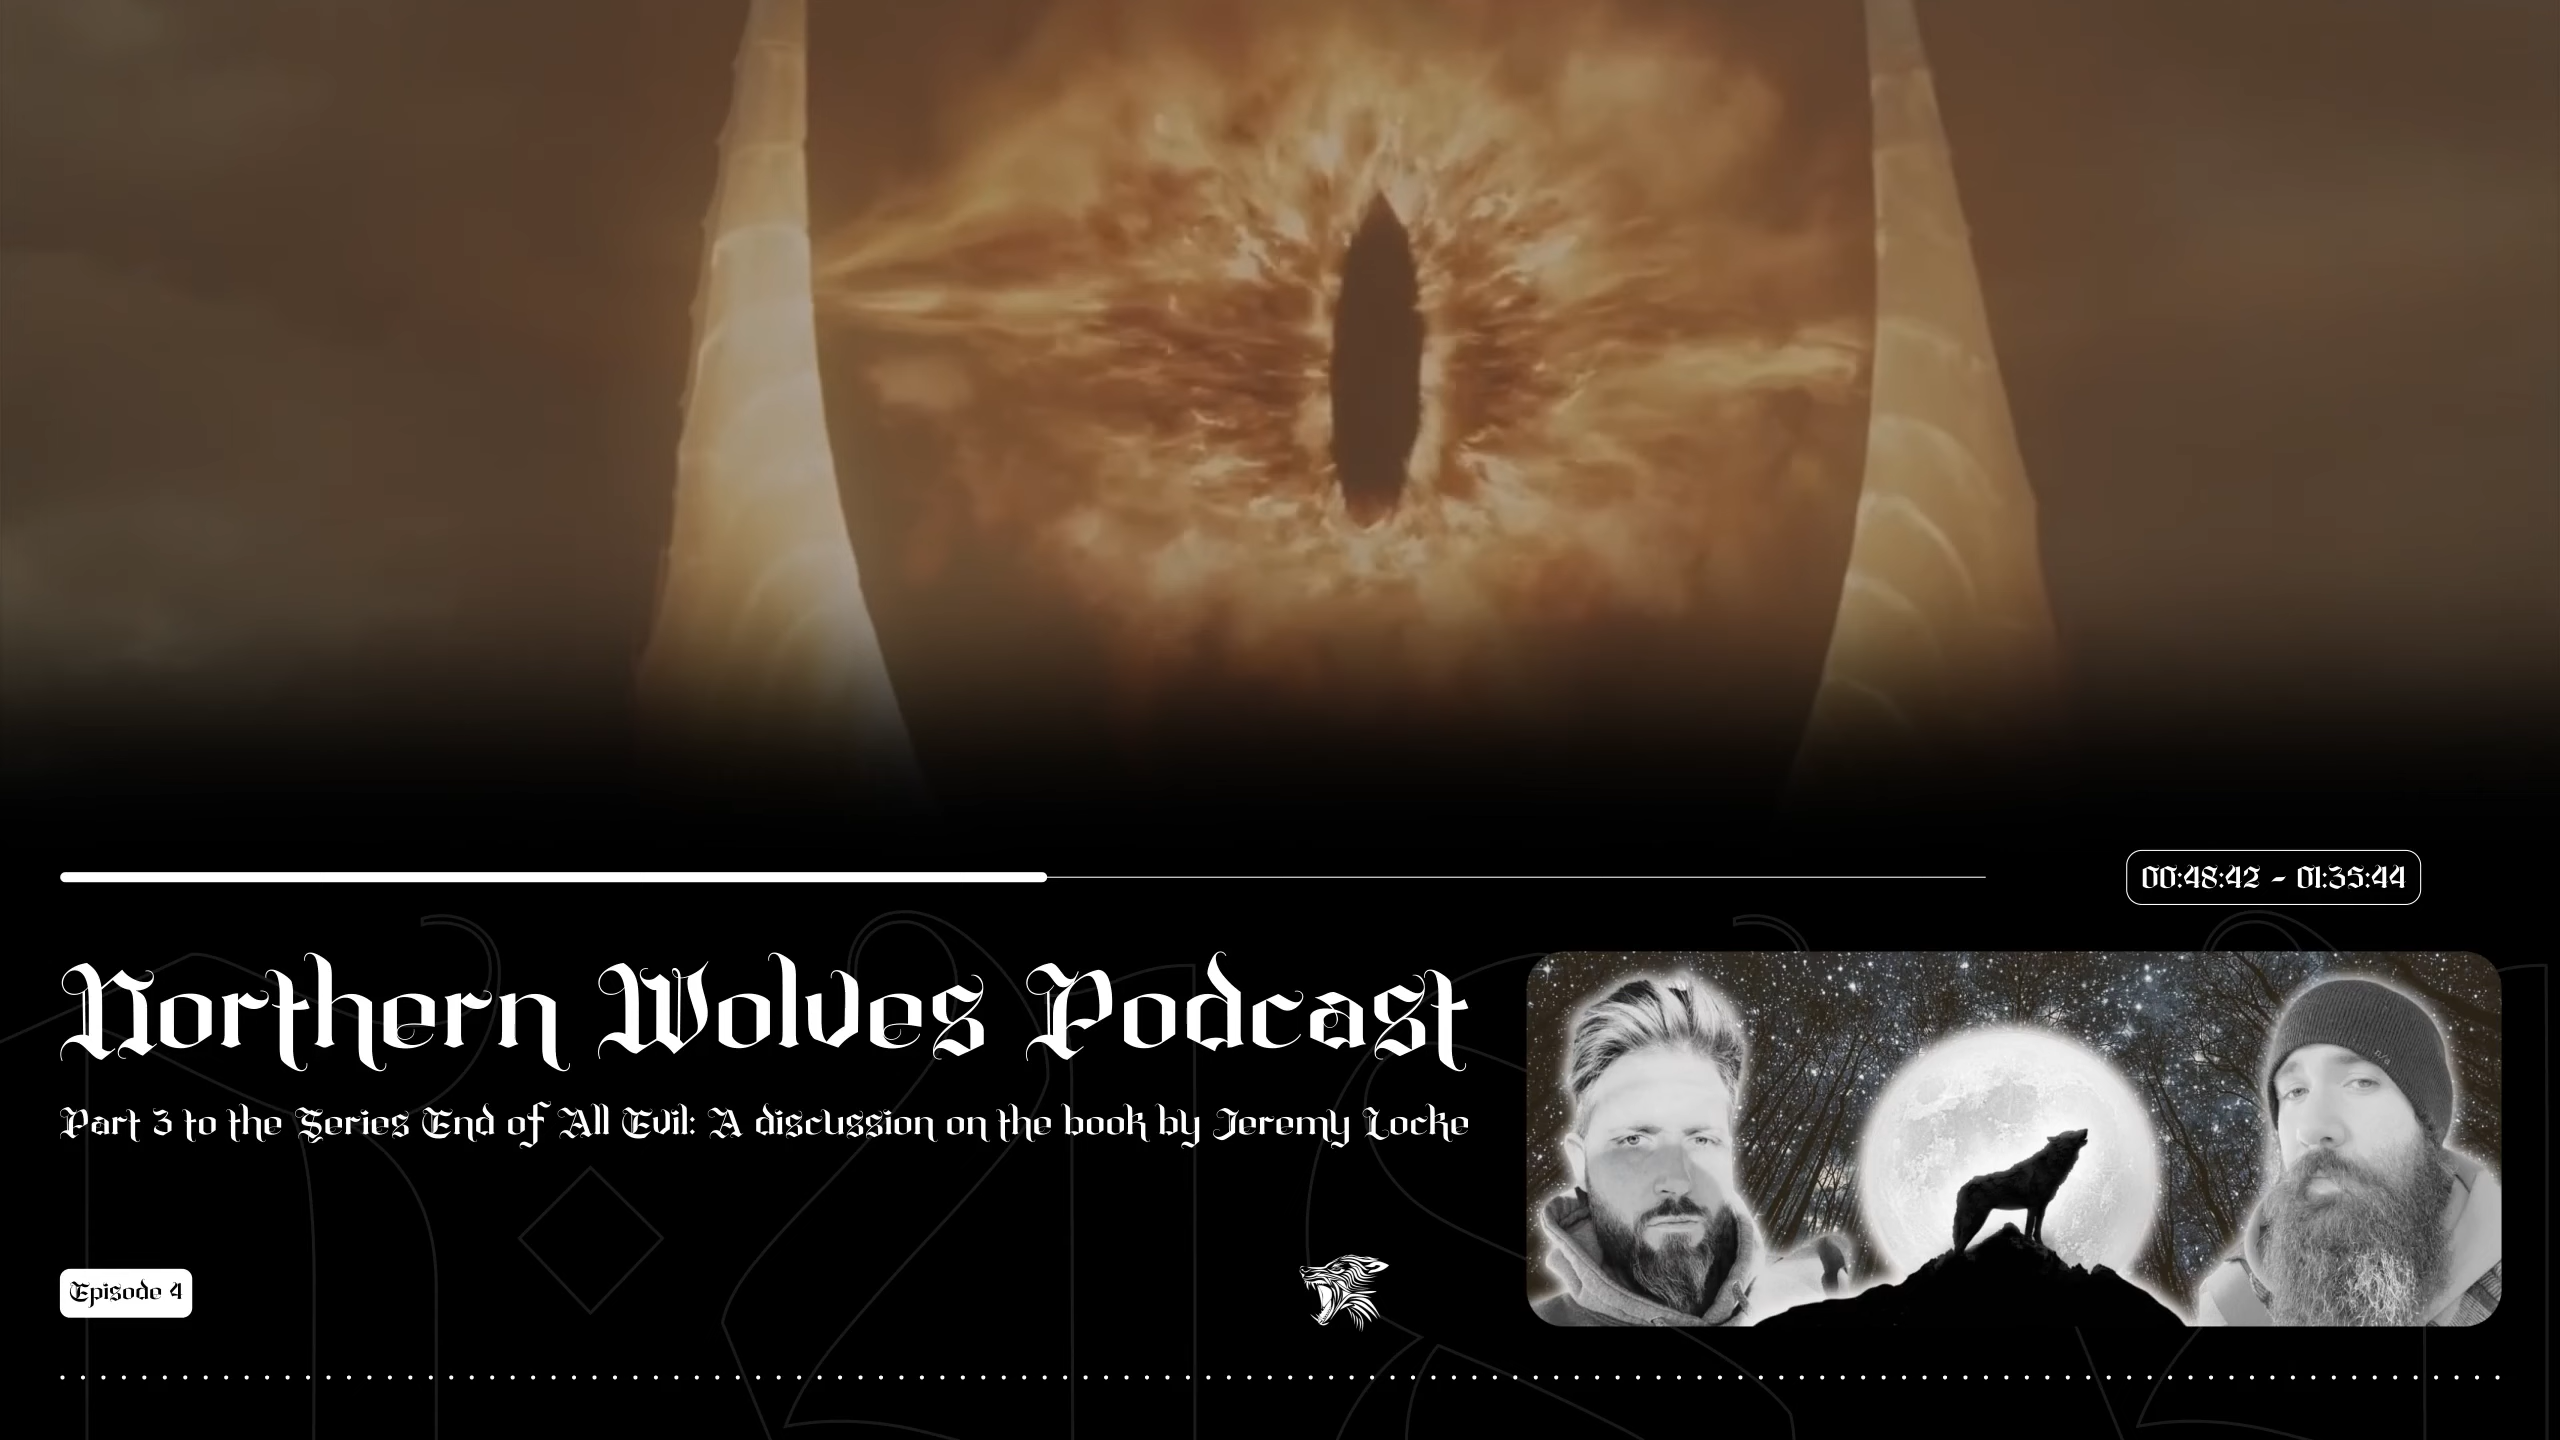 00:48:42 - 01:35:44
Northern Wolves Podcast
Part 3 to the Series End of All Evil: A discussion on the book by Jeremy Locke
Episode 4